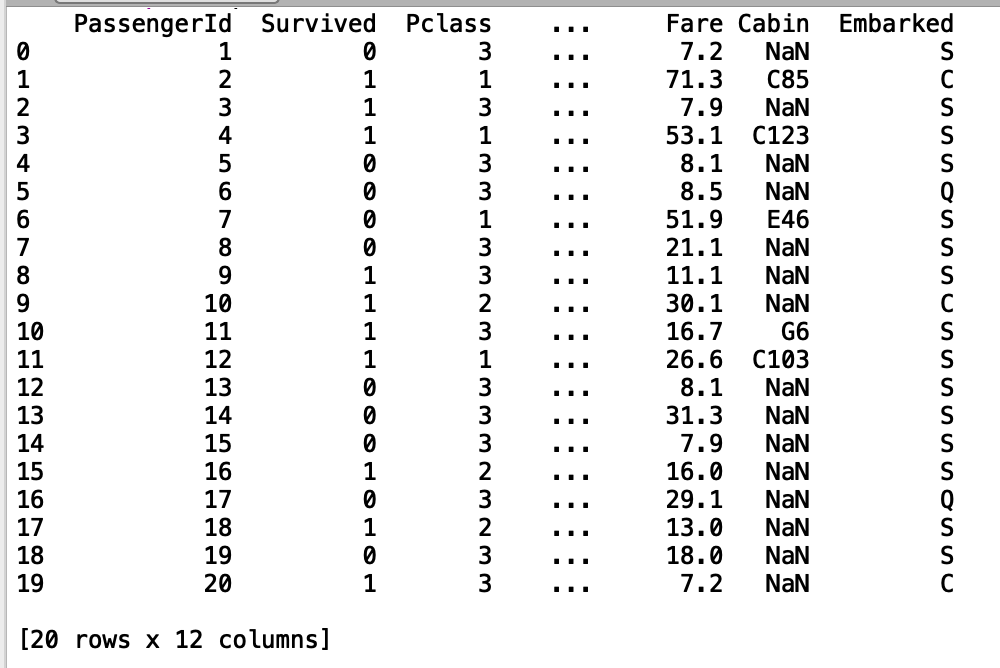 PassengerId Survived Pclass ... Fare Cabin Embarked
0 1 0 3 ... 7.2 NaN S
1 2 1 1 ... 71.3 C85 C
2 3 1 3 ... 7.9 NaN S
3 4 1 1 ... 53.1 C123 S
4 5 0 3 ... 8.1 NaN S
5 6 0 3 ... 8.5 NaN Q
6 7 0 1 ... 51.9 E46 S
7 8 0 3 ... 21.1 NaN S
8 9 1 3 ... 11.1 NaN S
9 10 1 2 ... 30.1 NaN C
10 11 1 3 ... 16.7 G6 S
11 12 1 1 ... 26.6 C103 S
12 13 0 3 ... 8.1 NaN S
13 14 0 3 ... 31.3 NaN S
14 15 0 3 ... 7.9 NaN S
15 16 1 2 ... 16.0 NaN S
16 17 0 3 ... 29.1 NaN Q
17 18 1 2 ... 13.0 NaN S
18 19 0 3 ... 18.0 NaN S
19 20 1 3 ... 7.2 NaN C
[20 rows x 12 columns]